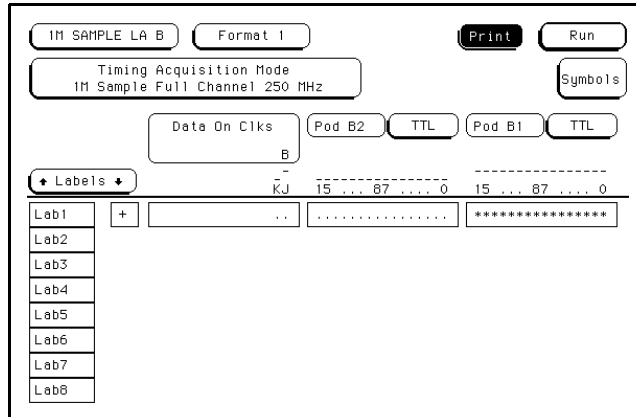 1M SAMPLE LA B Format 1 Print Run
Timing Acquisition Mode
1M Sample Full Channel 250 MHz
Symbols
Data On Clks Pod B2 TTL Pod B1 TTL
B
↑ Labels ↓
-- ---------------- ----------------
KJ 15 ... 87 .... 0 15 ... 87 .... 0
Lab1 + .. ................ ****************
Lab2
Lab3
Lab4
Lab5
Lab6
Lab7
Lab8